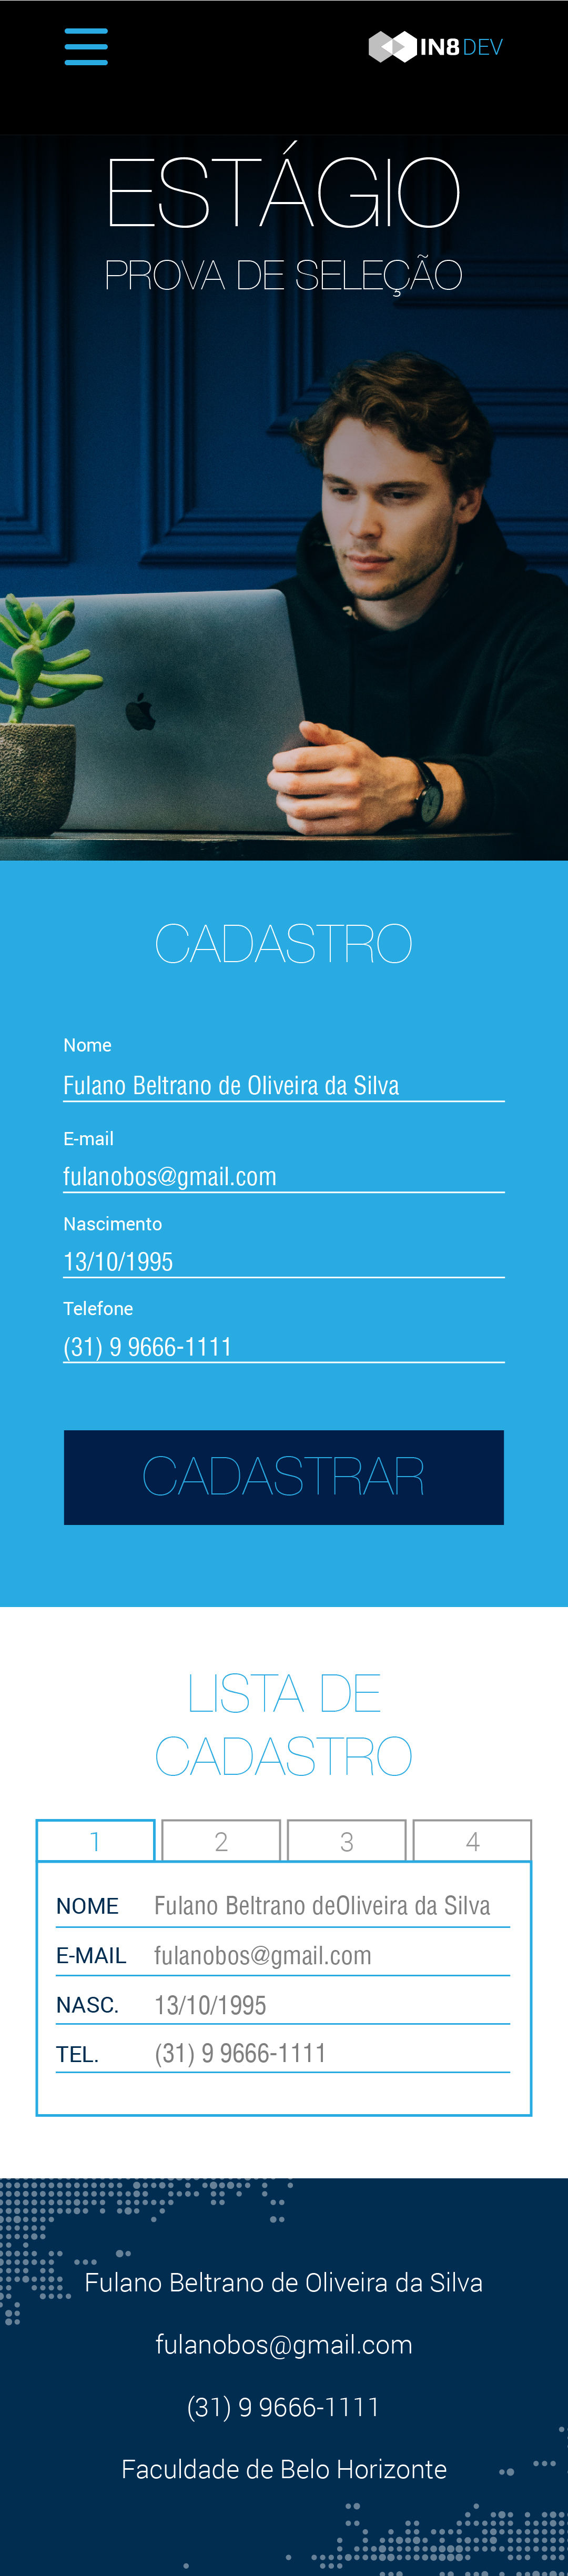 IN8 DEV
ESTÁGIO
PROVA DE SELEÇÃO
CADASTRO
Nome
Fulano Beltrano de Oliveira da Silva
E-mail
fulanobos@gmail.com
Nascimento
13/10/1995
Telefone
(31) 9 9666-1111
CADASTRAR
LISTA DE
CADASTRO
1 2 3 4
NOME Fulano Beltrano deOliveira da Silva
E-MAIL fulanobos@gmail.com
NASC. 13/10/1995
TEL. (31) 9 9666-1111
Fulano Beltrano de Oliveira da Silva
fulanobos@gmail.com
(31) 9 9666-1111
Faculdade de Belo Horizonte